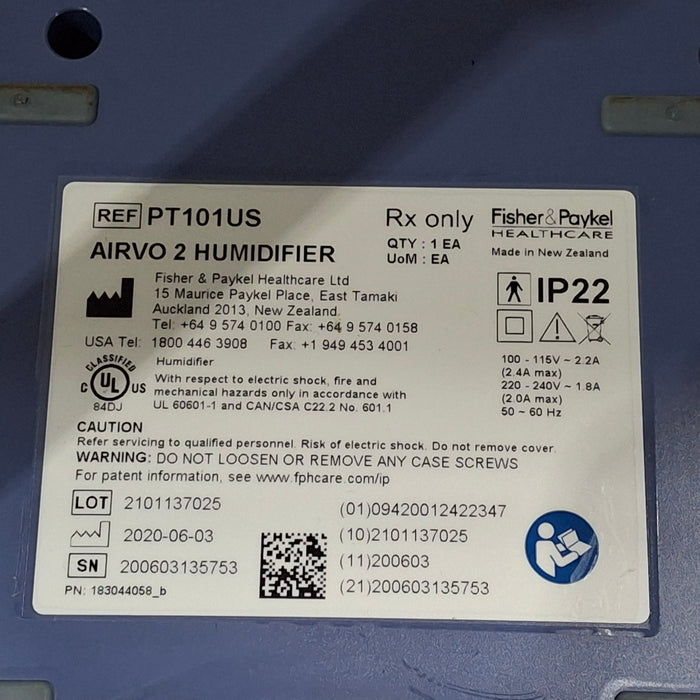 REF PT101US
Rx only
Fisher & Paykel
HEALTHCARE
AIRVO 2 HUMIDIFIER
QTY : 1 EA
UoM : EA
Made in New Zealand
Fisher & Paykel Healthcare Ltd
15 Maurice Paykel Place, East Tamaki
Auckland 2013, New Zealand
Tel: +64 9 574 0100 Fax: +64 9 574 0158
USA Tel: 1800 446 3908 Fax: +1 949 453 4001
IP22
CLASSIFIED
C UL US
84DJ
Humidifier
With respect to electric shock, fire and
mechanical hazards only in accordance with
UL 60601-1 and CAN/CSA C22.2 No. 601.1
100 - 115V ~ 2.2A
(2.4A max)
220 - 240V ~ 1.8A
(2.0A max)
50 ~ 60 Hz
CAUTION
Refer servicing to qualified personnel. Risk of electric shock. Do not remove cover.
WARNING: DO NOT LOOSEN OR REMOVE ANY CASE SCREWS
For patent information, see www.fphcare.com/ip
LOT 2101137025
2020-06-03
SN 200603135753
PN: 183044058_b
(01)09420012422347
(10)2101137025
(11)200603
(21)200603135753